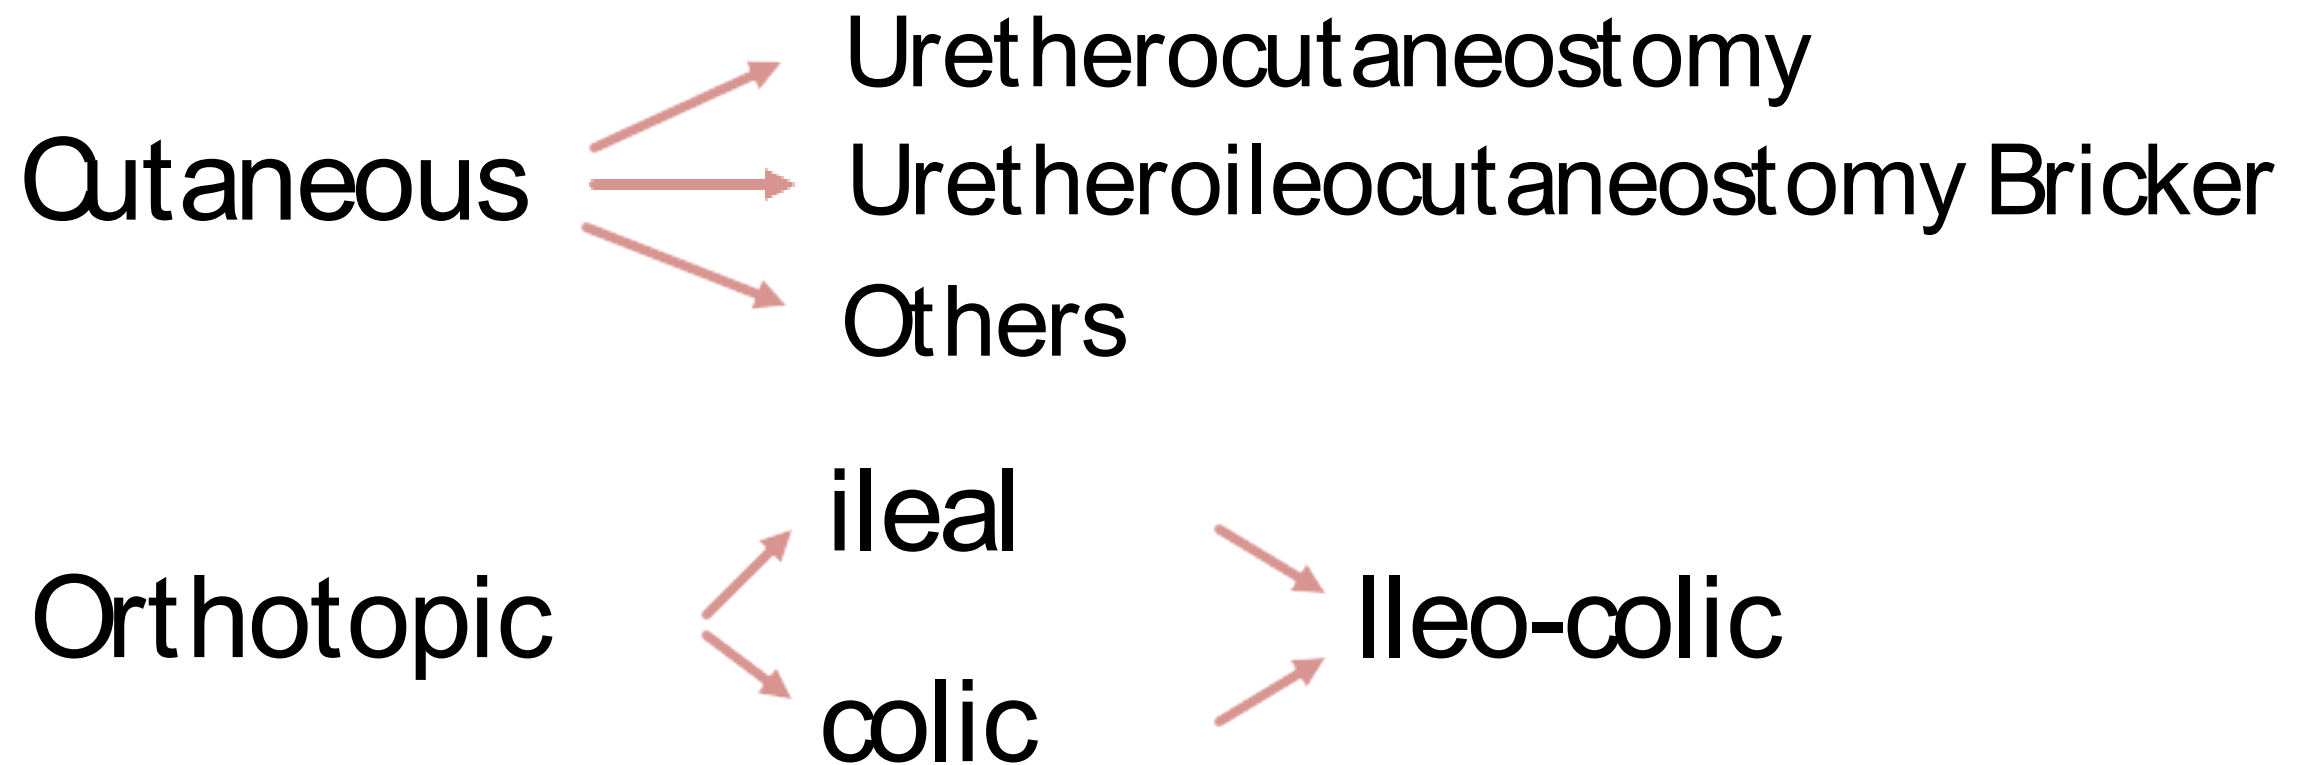 Uretherocutaneostomy
Cutaneous
Uretheroileocutaneostomy Bricker
Others
ileal
Orthotopic
Ileo-colic
colic